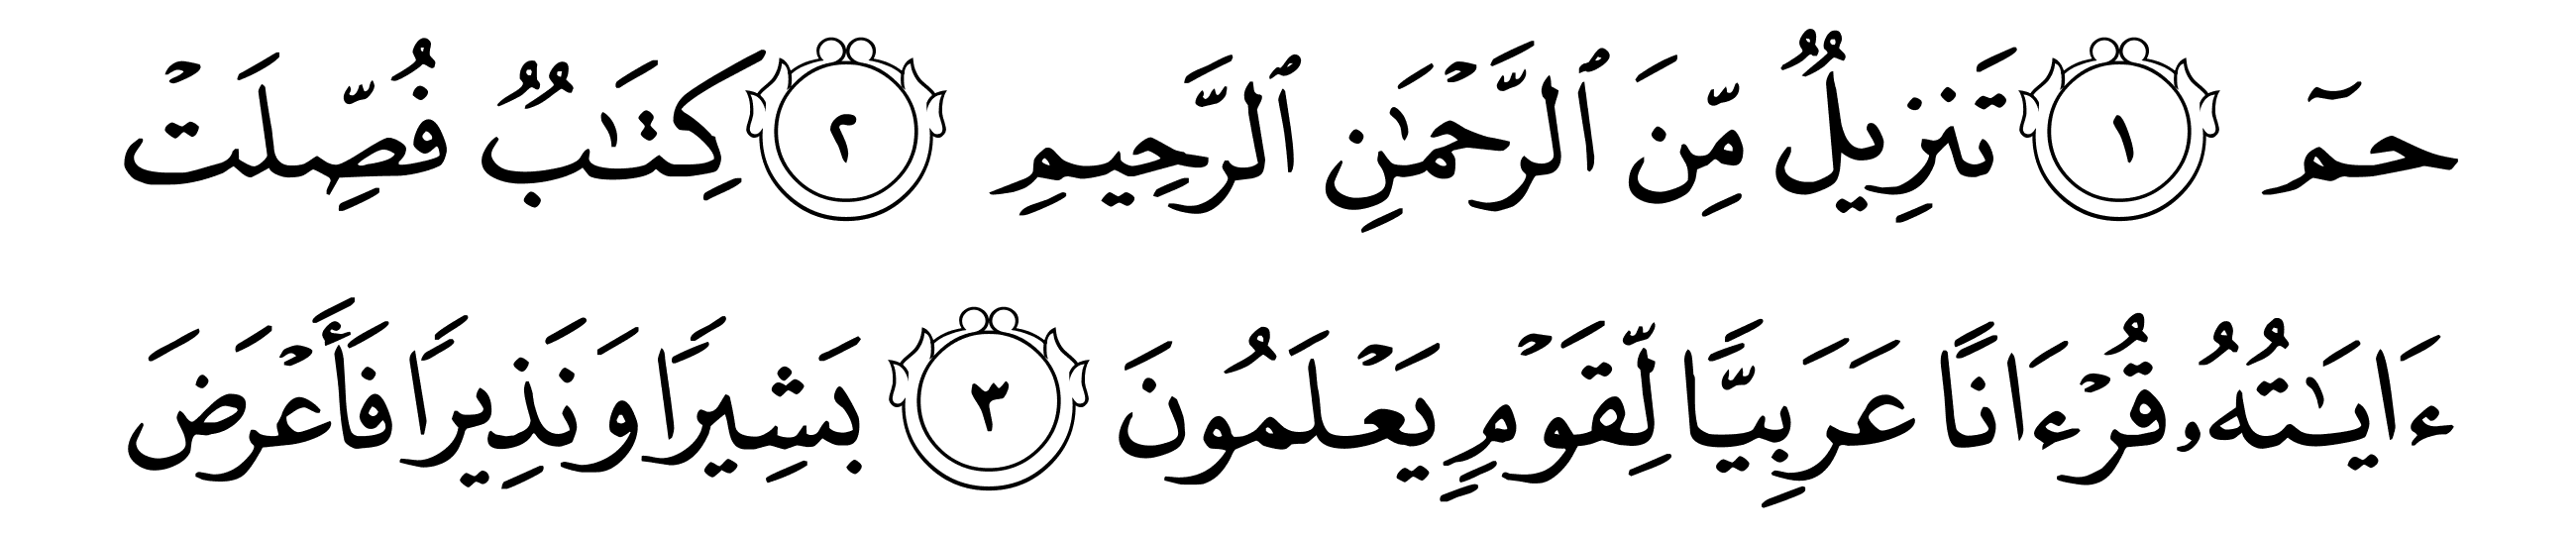 حمٓ ١ تَنزِيلٌ مِّنَ ٱلرَّحْمَـٰنِ ٱلرَّحِيمِ ٢ كِتَـٰبٌ فُصِّلَتْ
ءَايَـٰتُهُۥ قُرْءَانًا عَرَبِيًّا لِّقَوْمٍ يَعْلَمُونَ ٣ بَشِيرًا وَنَذِيرًا فَأَعْرَضَ